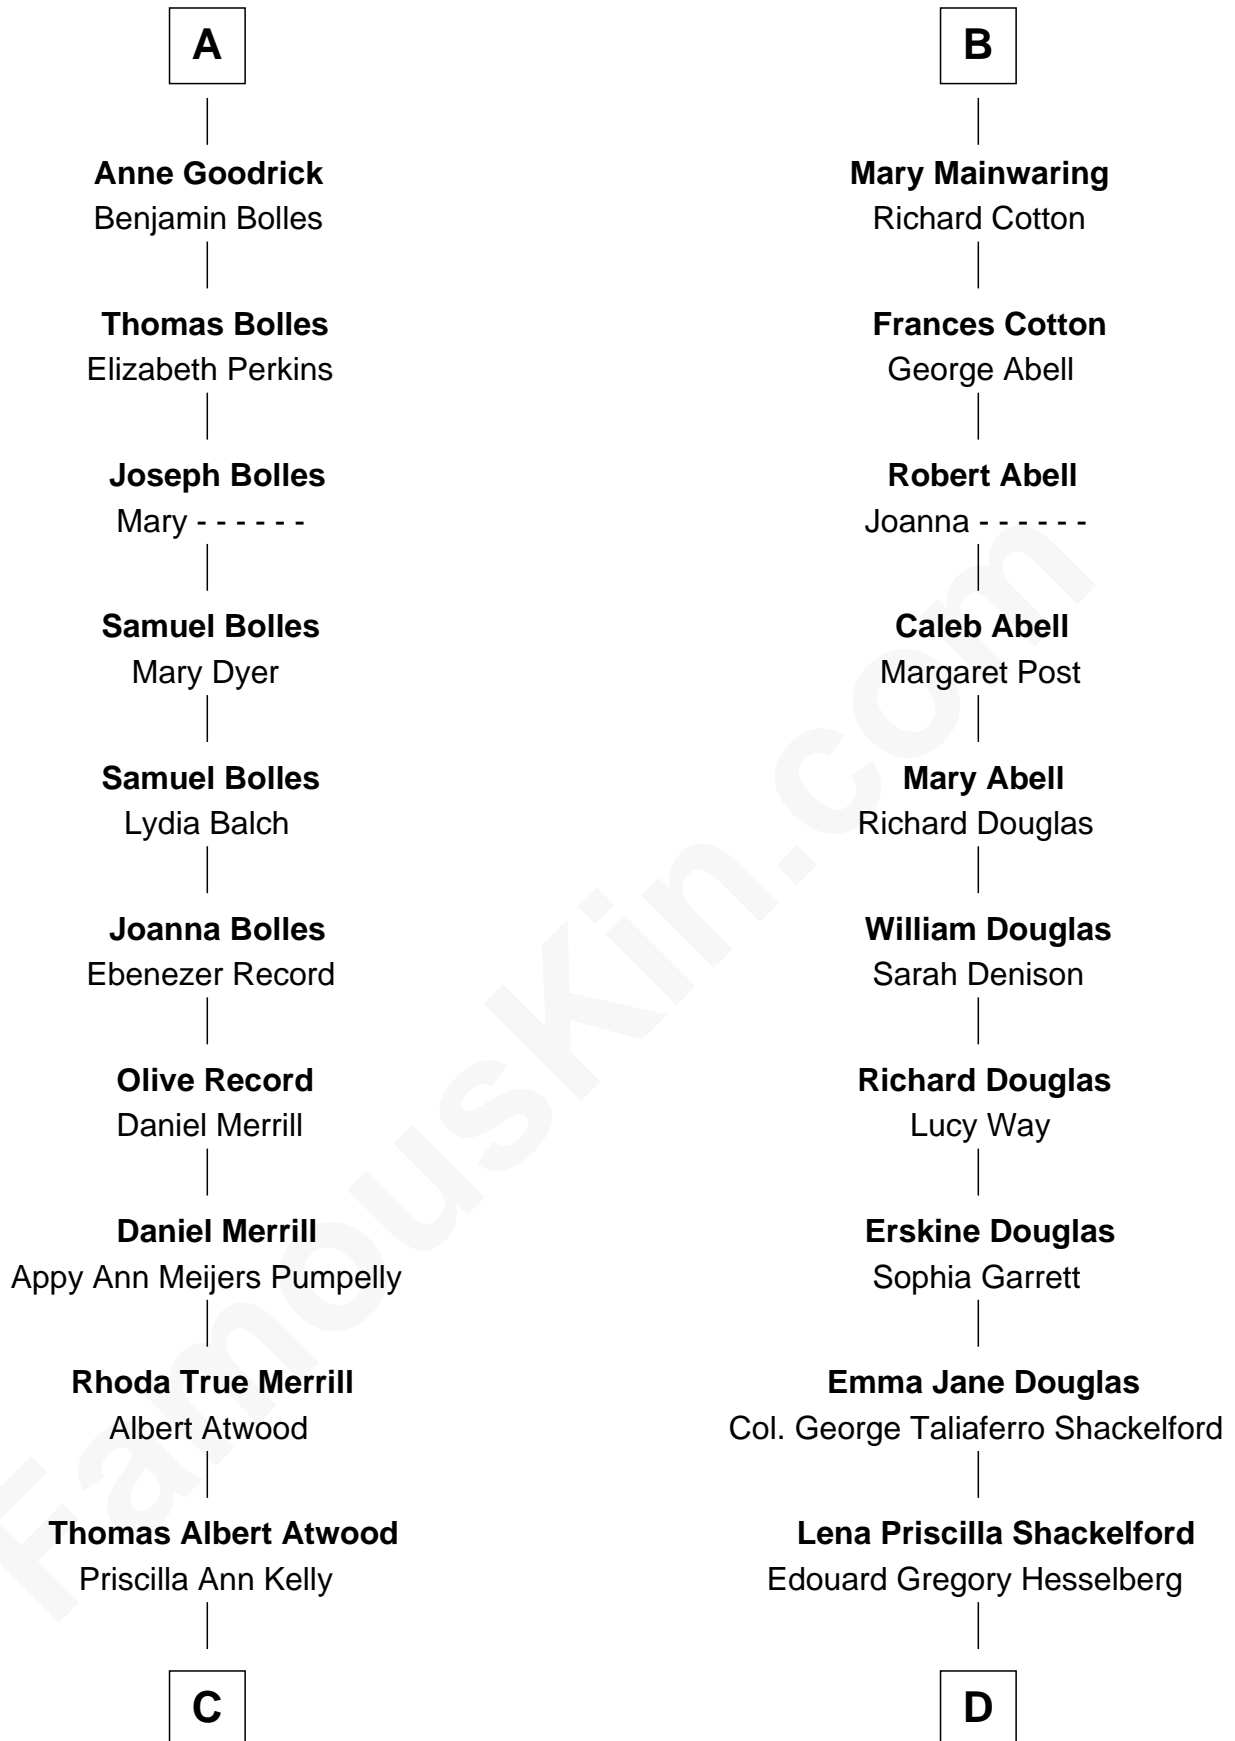 A
Anne Goodrick
Benjamin Bolles
Thomas Bolles
Elizabeth Perkins
Joseph Bolles
Mary - - - - - -
Samuel Bolles
Mary Dyer
Samuel Bolles
Lydia Balch
Joanna Bolles
Ebenezer Record
Olive Record
Daniel Merrill
Daniel Merrill
Appy Ann Meijers Pumpelly
Rhoda True Merrill
Albert Atwood
Thomas Albert Atwood
Priscilla Ann Kelly
C
B
Mary Mainwaring
Richard Cotton
Frances Cotton
George Abell
Robert Abell
Joanna - - - - - -
Caleb Abell
Margaret Post
Mary Abell
Richard Douglas
William Douglas
Sarah Denison
Richard Douglas
Lucy Way
Erskine Douglas
Sophia Garrett
Emma Jane Douglas
Col. George Taliaferro Shackelford
Lena Priscilla Shackelford
Edouard Gregory Hesselberg
D
FamousKin.com